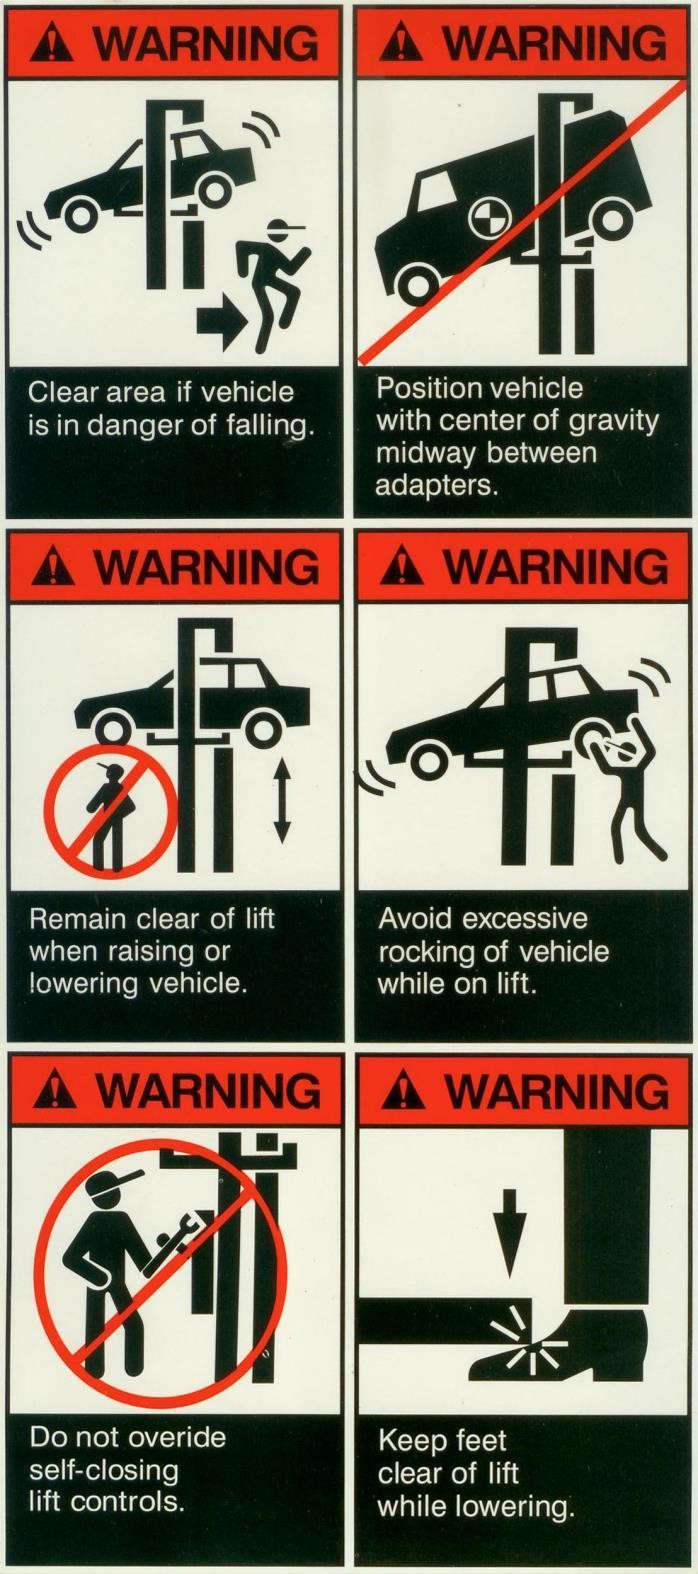 WARNING
Clear area if vehicle
is in danger of falling.
WARNING
Position vehicle
with center of gravity
midway between
adapters.
WARNING
Remain clear of lift
when raising or
lowering vehicle.
WARNING
Avoid excessive
rocking of vehicle
while on lift.
WARNING
Do not overide
self-closing
lift controls.
WARNING
Keep feet
clear of lift
while lowering.